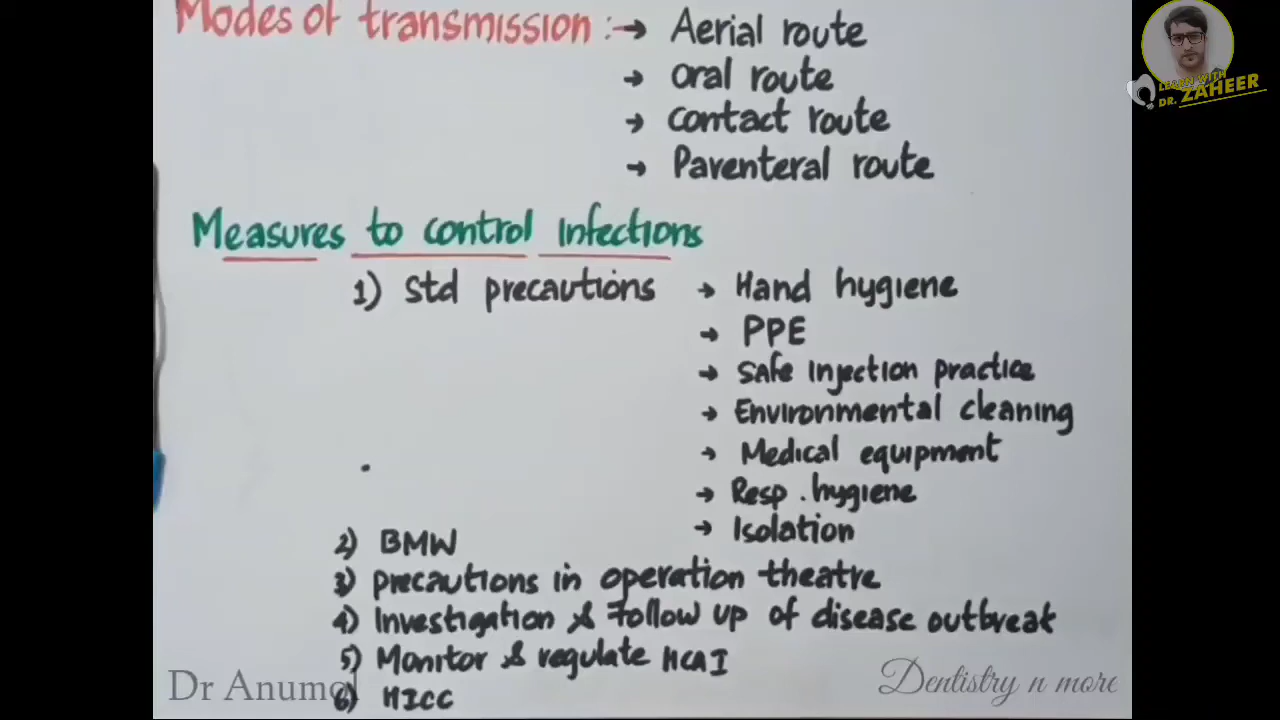 Modes of transmission :- → Aerial route
→ Oral route
→ Contact route
→ Parenteral route
LEARN WITH
DR. ZAHEER
Measures to control Infections
1) Std precautions → Hand hygiene
→ PPE
→ Safe Injection practice
→ Environmental cleaning
→ Medical equipment
→ Resp. hygiene
→ Isolation
2) BMW
3) Precautions in operation theatre
4) Investigation & Follow up of disease outbreak
5) Monitor & regulate HCAI
6) HICC
Dr Anumol
Dentistry n more